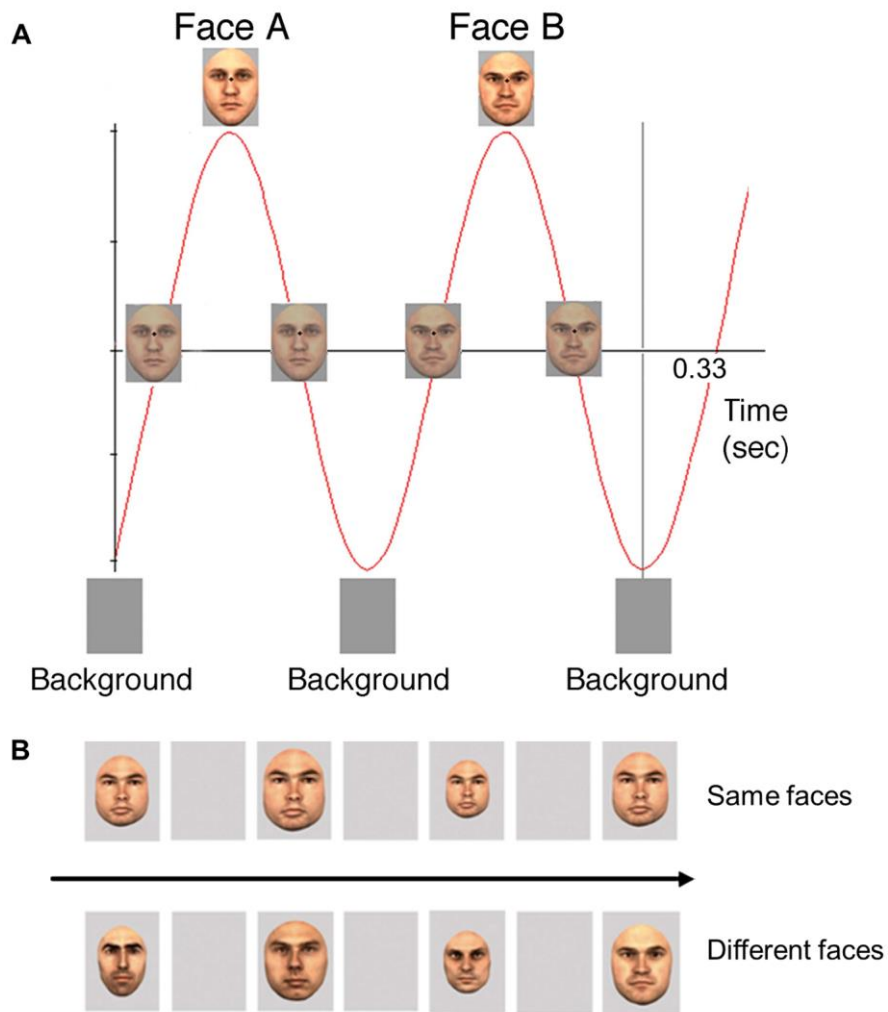 A
Face A
Face B
0.33
Time
(sec)
Background
Background
Background
B
Same faces
Different faces